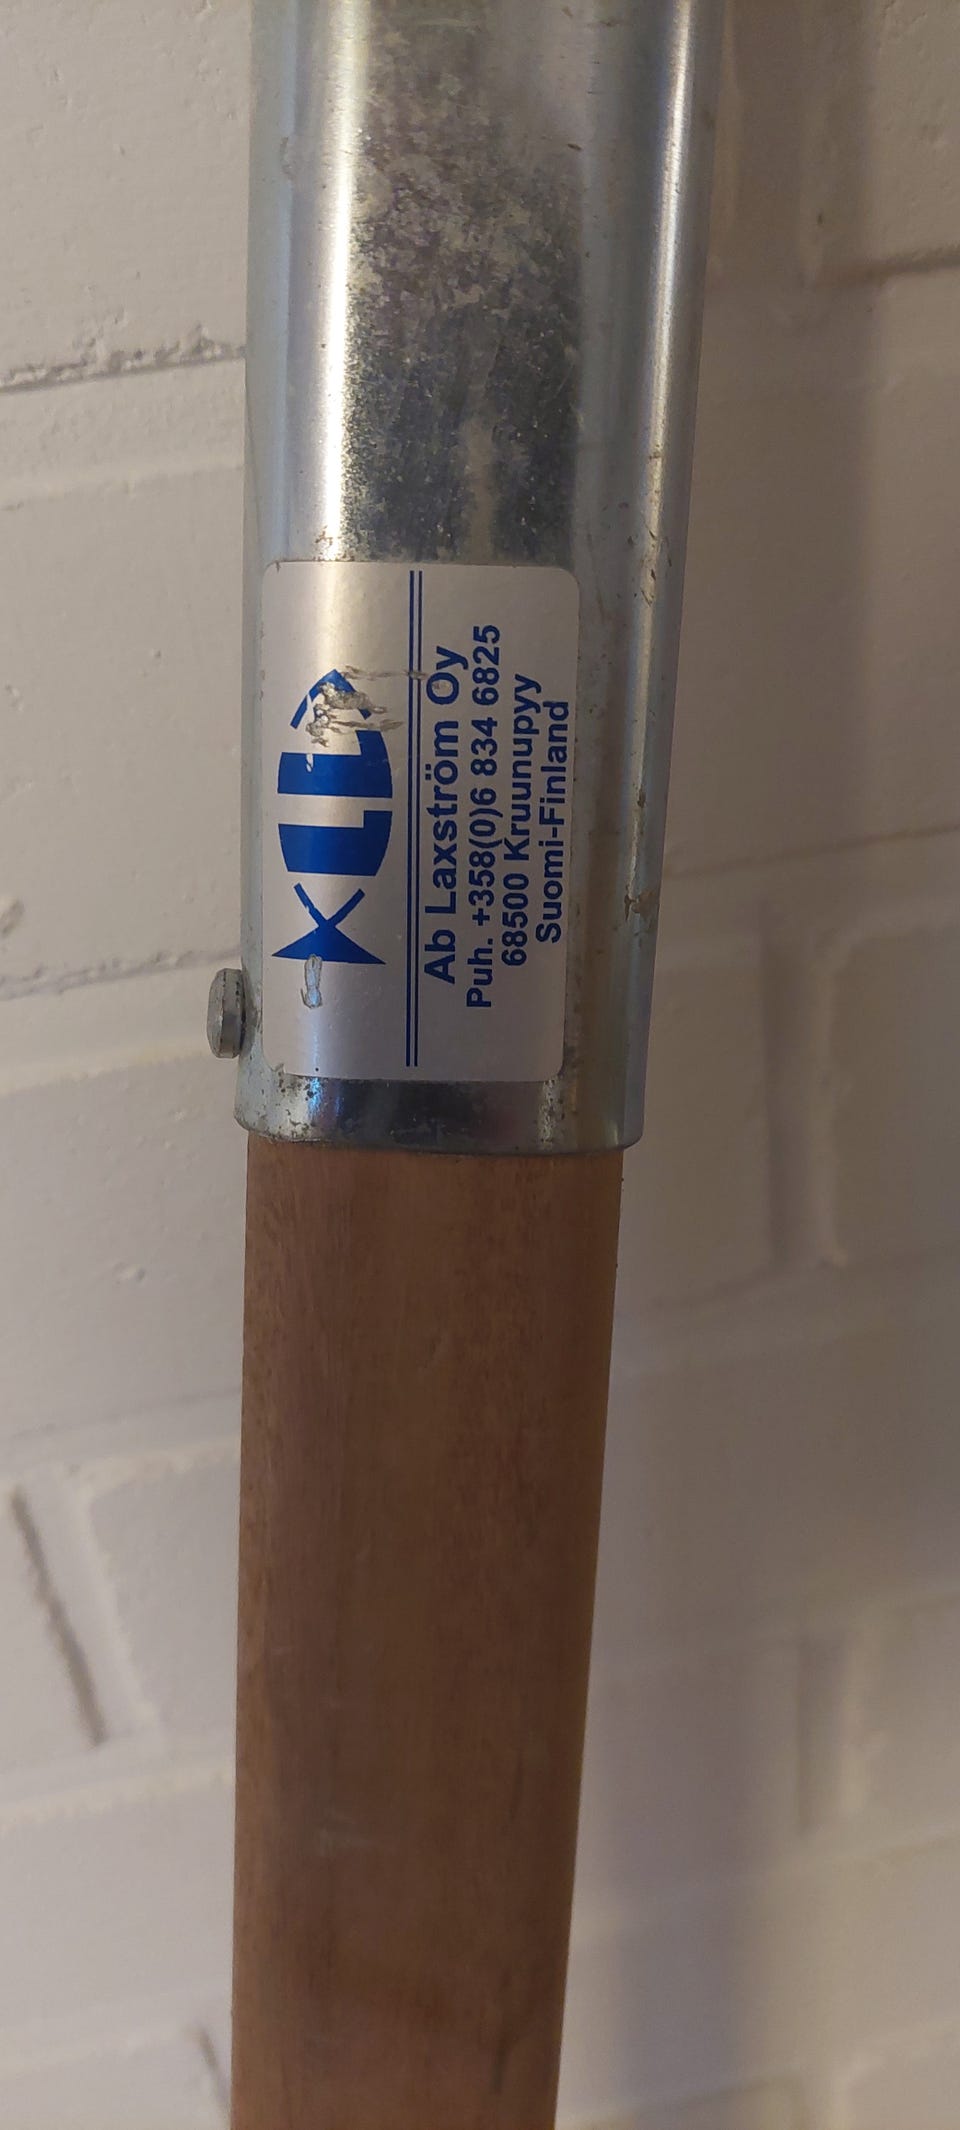 Ab Laxström Oy
Puh. +358(0)6 834 6825
68500 Kruunupyy
Suomi-Finland